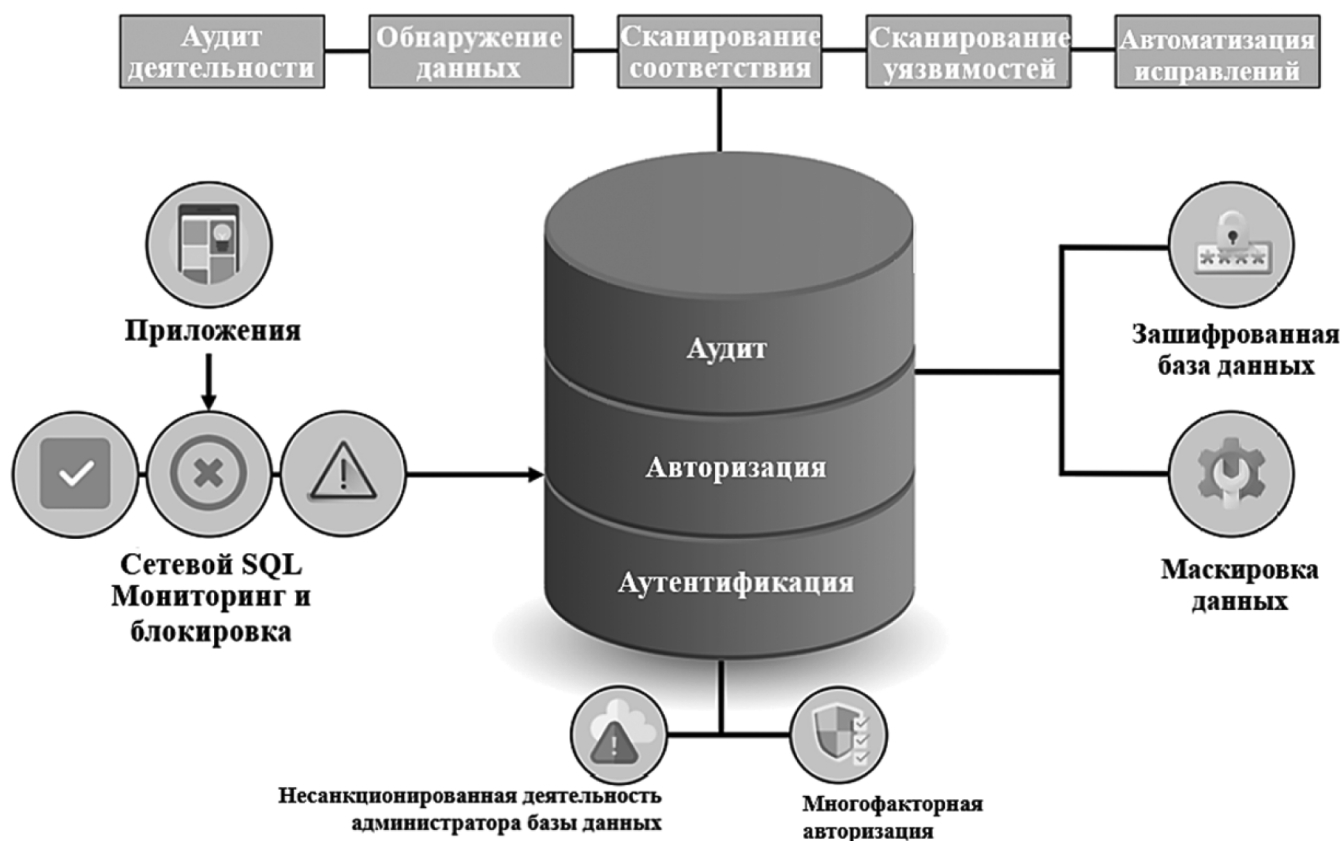 Аудит
деятельности
Обнаружение
данных
Сканирование
соответствия
Сканирование
уязвимостей
Автоматизация
исправлений
Приложения
Сетевой SQL
Мониторинг и
блокировка
Аудит
Авторизация
Аутентификация
****
Зашифрованная
база данных
Маскировка
данных
Несанкционированная деятельность
администратора базы данных
Многофакторная
авторизация